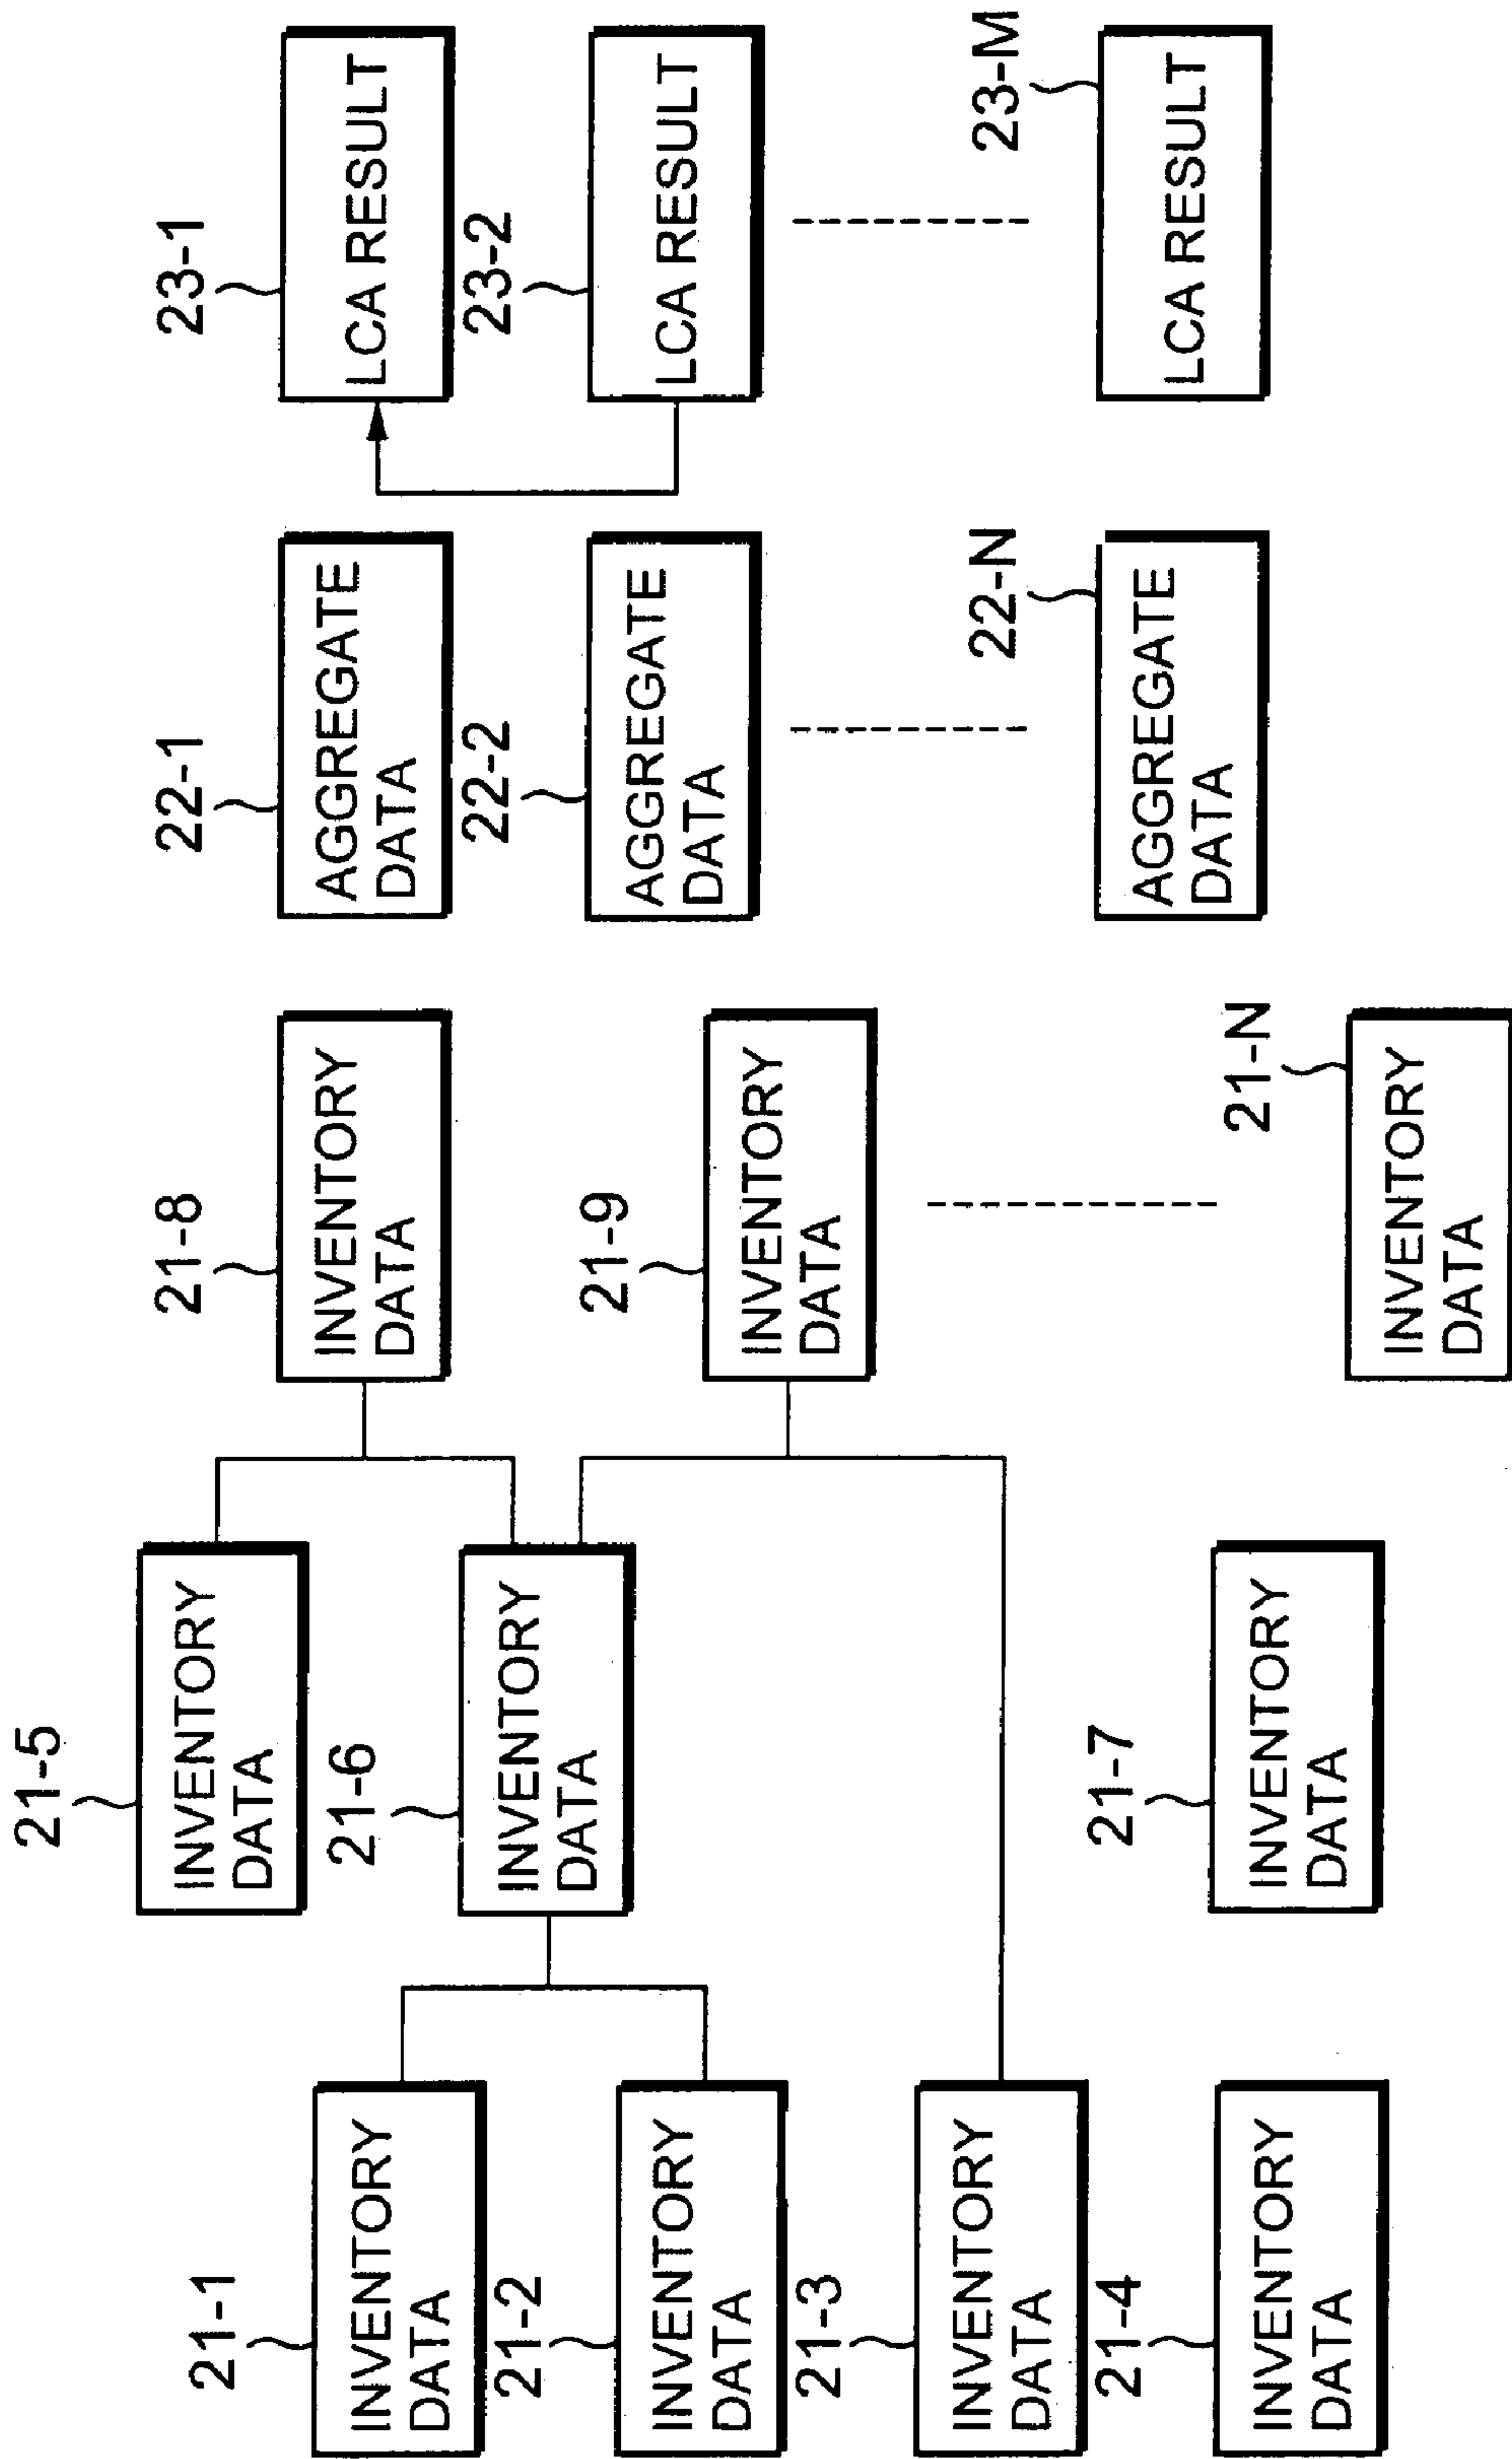 21-1
INVENTORY
DATA
21-2
INVENTORY
DATA
21-3
INVENTORY
DATA
21-4
INVENTORY
DATA
21-5
INVENTORY
DATA
21-6
INVENTORY
DATA
21-7
INVENTORY
DATA
21-8
INVENTORY
DATA
21-9
INVENTORY
DATA
21-N
INVENTORY
DATA
22-1
AGGREGATE
DATA
22-2
AGGREGATE
DATA
22-N
AGGREGATE
DATA
23-1
LCA RESULT
23-2
LCA RESULT
23-M
LCA RESULT